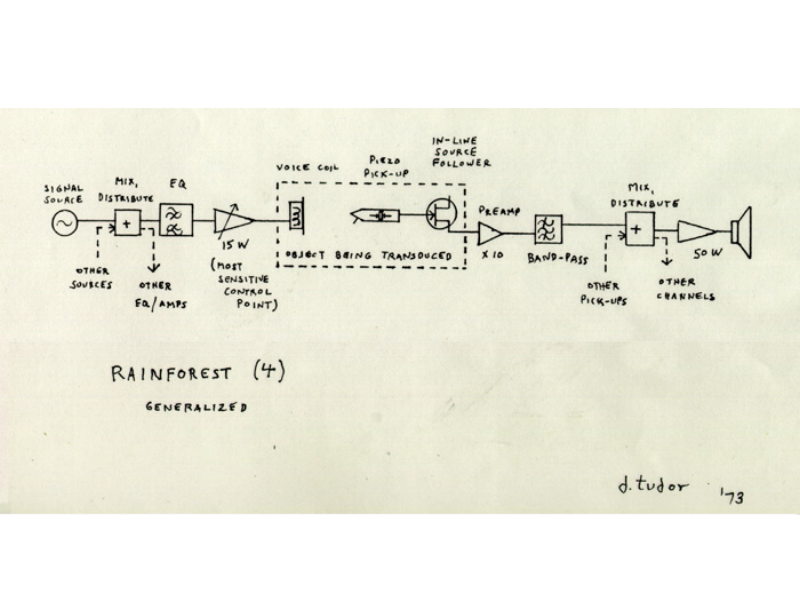 SIGNAL
SOURCE
MIX,
DISTRIBUTE
+
OTHER
SOURCES
OTHER
EQ/AMPS
EQ
15 W
(MOST
SENSITIVE
CONTROL
POINT)
VOICE COIL
PIEZO
PICK-UP
IN-LINE
SOURCE
FOLLOWER
OBJECT BEING TRANSDUCED
PREAMP
X 10
BAND-PASS
MIX,
DISTRIBUTE
+
OTHER
PICK-UPS
OTHER
CHANNELS
50 W
RAINFOREST (4)
GENERALIZED
d. tudor '73